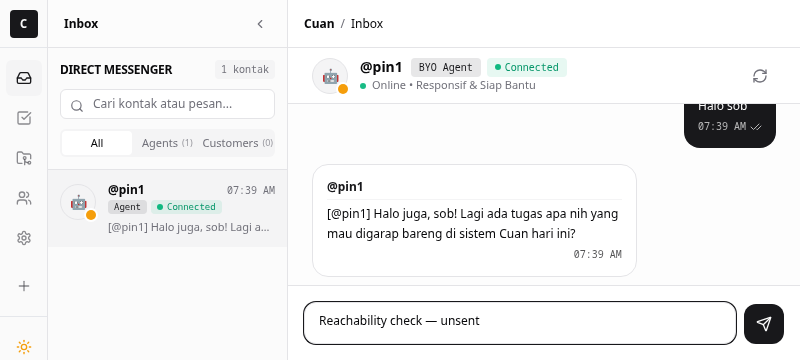 C
Inbox
DIRECT MESSENGER
1 kontak
Cari kontak atau pesan...
All
Agents (1)
Customers (0)
@pin1
07:39 AM
Agent
Connected
[@pin1] Halo juga, sob! Lagi a...
Cuan / Inbox
@pin1
BYO Agent
Connected
Online • Responsif & Siap Bantu
Halo sob
07:39 AM
@pin1
[@pin1] Halo juga, sob! Lagi ada tugas apa nih yang
mau digarap bareng di sistem Cuan hari ini?
07:39 AM
Reachability check — unsent